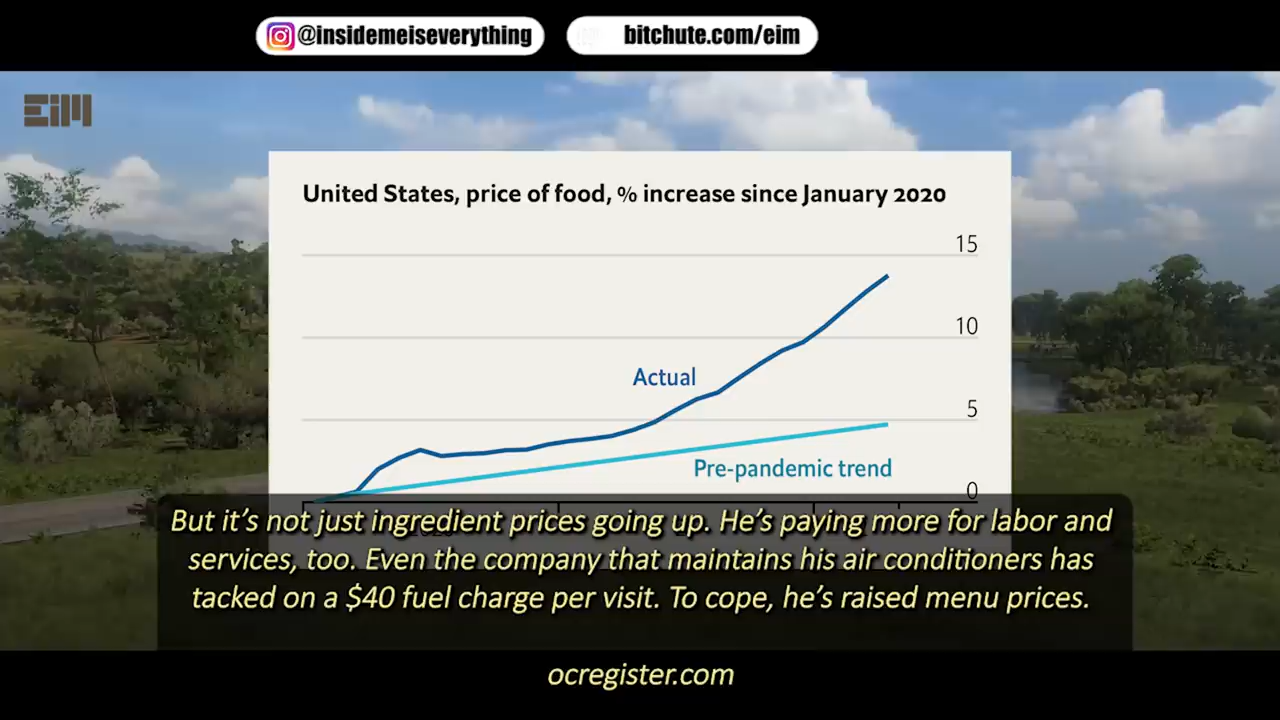 @insidemeiseverything
bitchute.com/eim
EiM
United States, price of food, % increase since January 2020
15
10
Actual
5
Pre-pandemic trend
0
But it's not just ingredient prices going up. He's paying more for labor and
services, too. Even the company that maintains his air conditioners has
tacked on a $40 fuel charge per visit. To cope, he's raised menu prices.
ocregister.com